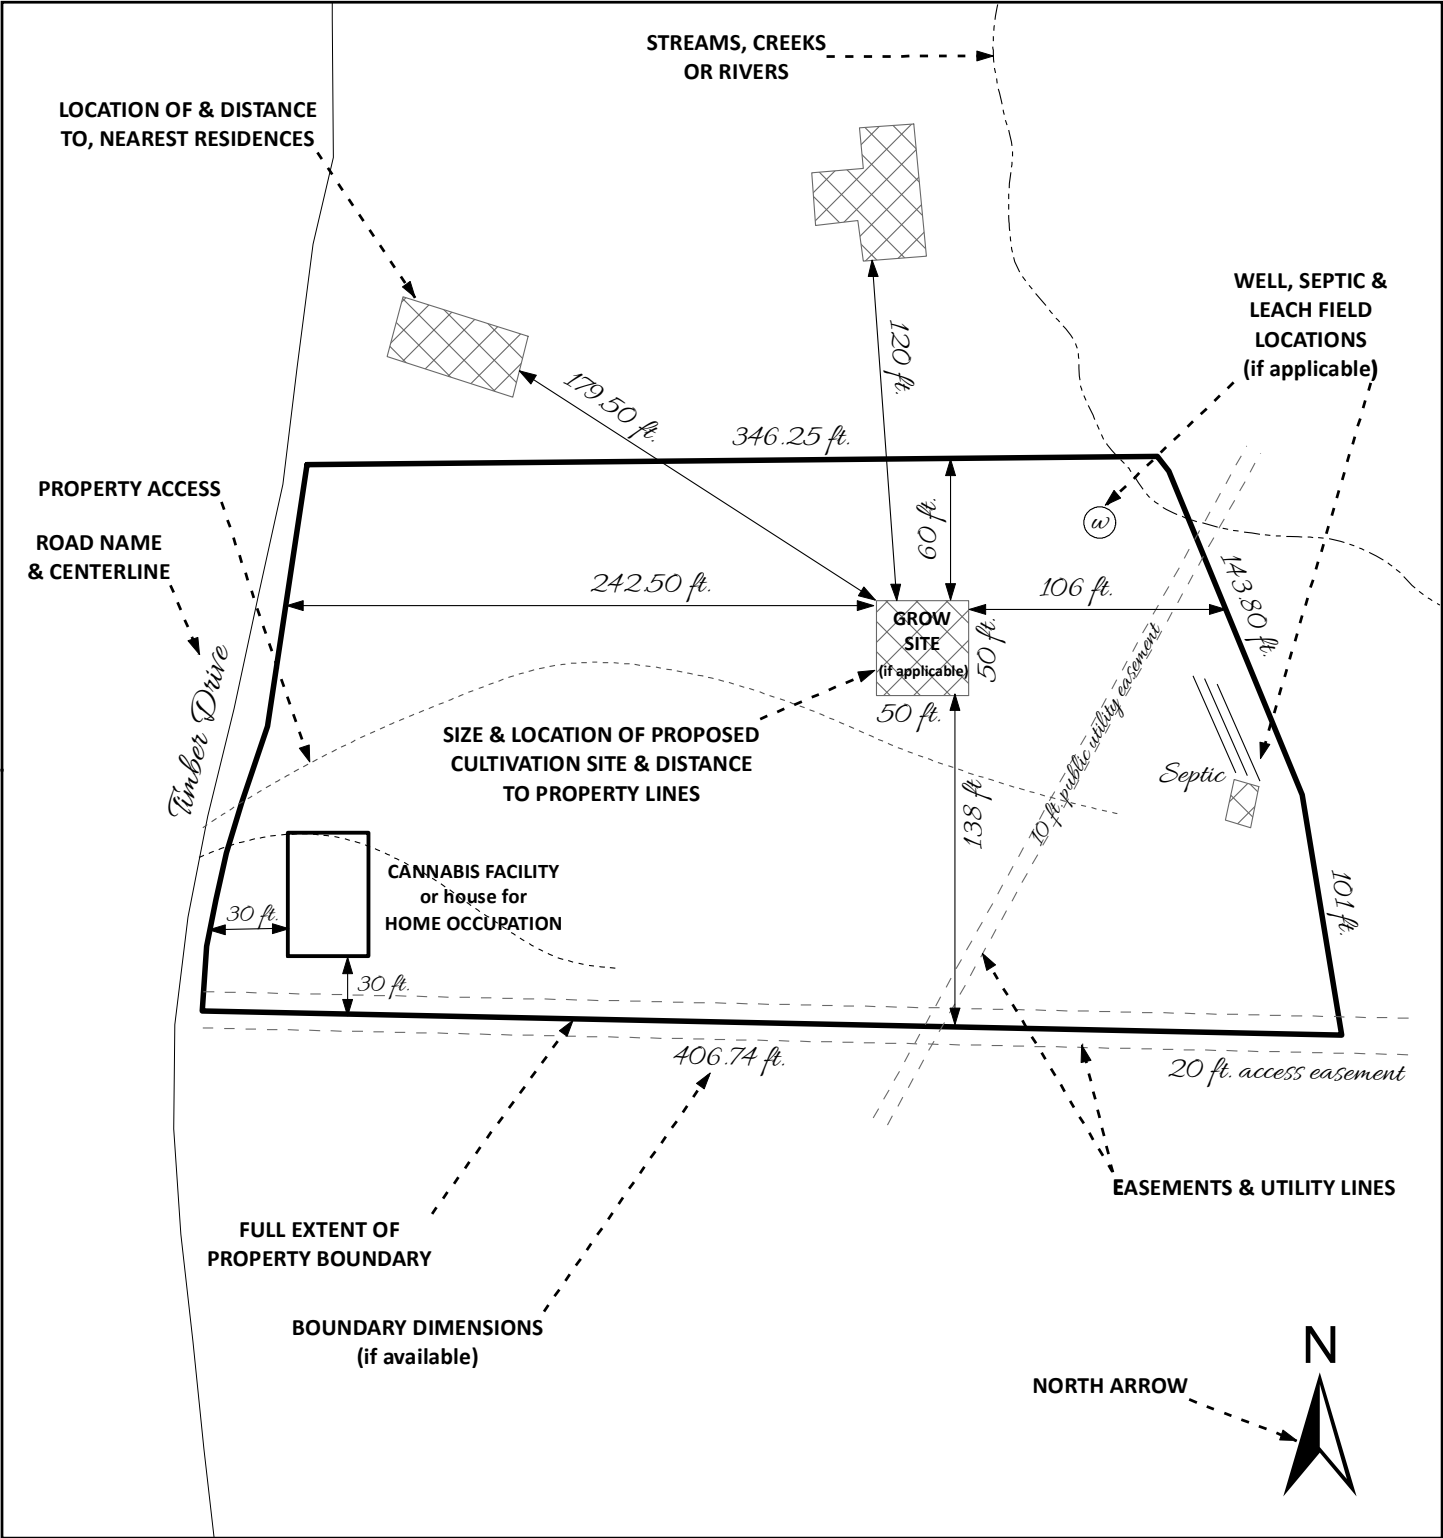 STREAMS, CREEKS
OR RIVERS
LOCATION OF & DISTANCE
TO, NEAREST RESIDENCES
WELL, SEPTIC &
LEACH FIELD
LOCATIONS
(if applicable)
120 ft.
179.50 ft.
346.25 ft.
PROPERTY ACCESS
ROAD NAME
& CENTERLINE
w
60 ft.
242.50 ft.
106 ft.
143.80 ft.
GROW
SITE
(if applicable)
50 ft.
50 ft.
Timber Drive
10 ft public utility easement
SIZE & LOCATION OF PROPOSED
CULTIVATION SITE & DISTANCE
TO PROPERTY LINES
Septic
138 ft
CANNABIS FACILITY
or house for
HOME OCCUPATION
101 ft.
30 ft.
30 ft.
406.74 ft.
20 ft. access easement
EASEMENTS & UTILITY LINES
FULL EXTENT OF
PROPERTY BOUNDARY
BOUNDARY DIMENSIONS
(if available)
N
NORTH ARROW